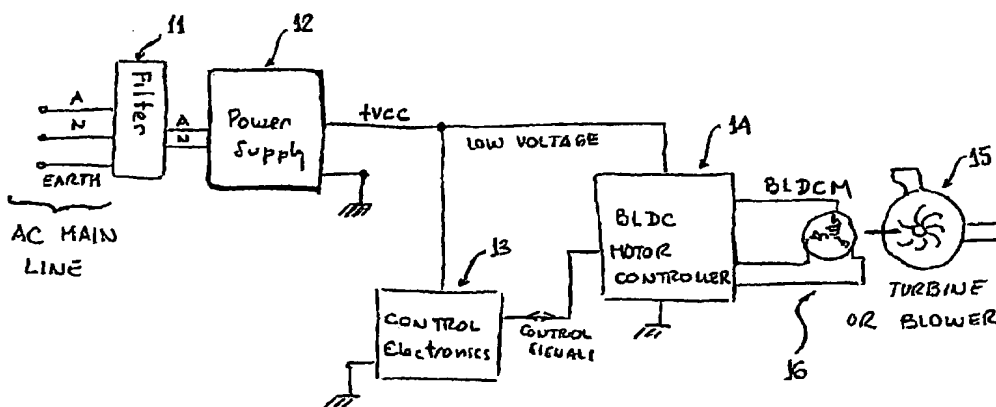 11
12
A
N
EARTH
AC MAIN
LINE
Filter
A
N
Power
Supply
+VCC
LOW VOLTAGE
13
CONTROL
Electronics
CONTROL
SIGNALS
14
BLDC
MOTOR
CONTROLLER
BLDCM
15
TURBINE
OR BLOWER
16